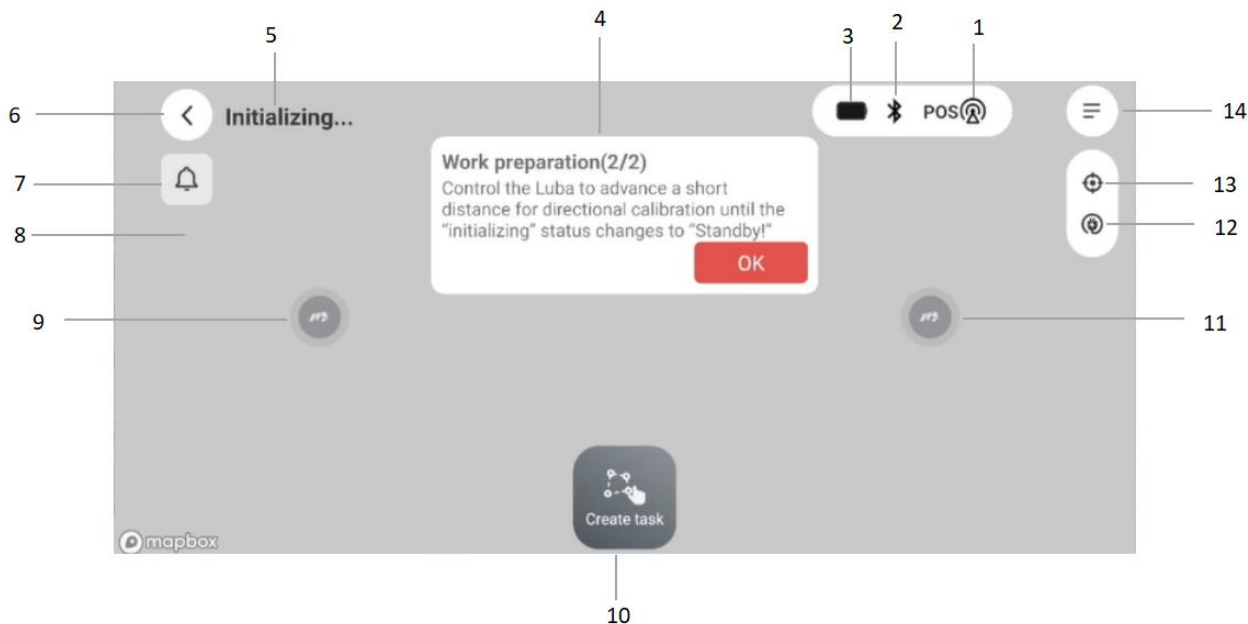 4
5
3
2
1
6
Initializing...
POS
14
Work preparation(2/2)
Control the Luba to advance a short
distance for directional calibration until the
"initializing" status changes to "Standby!"
OK
7
13
8
12
9
11
Create task
mapbox
10